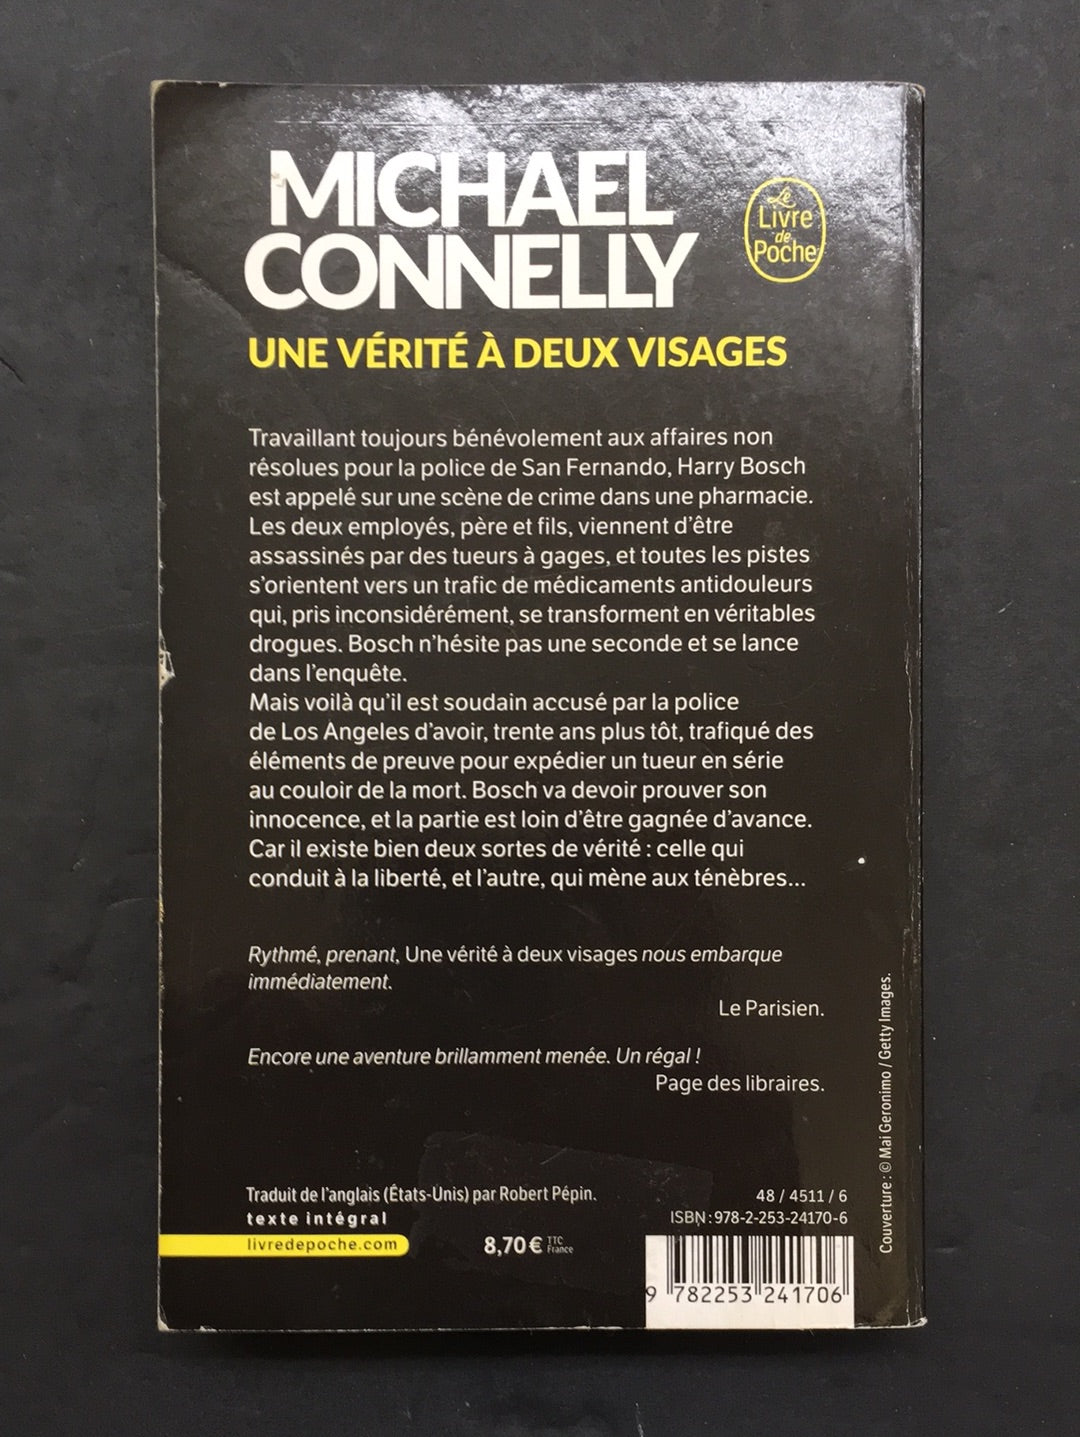 MICHAEL
CONNELLY
Le
Livre
de
Poche
UNE VÉRITÉ À DEUX VISAGES
Travaillant toujours bénévolement aux affaires non
résolues pour la police de San Fernando, Harry Bosch
est appelé sur une scène de crime dans une pharmacie.
Les deux employés, père et fils, viennent d'être
assassinés par des tueurs à gages, et toutes les pistes
s'orientent vers un trafic de médicaments antidouleurs
qui, pris inconsidérément, se transforment en véritables
drogues. Bosch n'hésite pas une seconde et se lance
dans l'enquête.
Mais voilà qu'il est soudain accusé par la police
de Los Angeles d'avoir, trente ans plus tôt, trafiqué des
éléments de preuve pour expédier un tueur en série
au couloir de la mort. Bosch va devoir prouver son
innocence, et la partie est loin d'être gagnée d'avance.
Car il existe bien deux sortes de vérité : celle qui
conduit à la liberté, et l'autre, qui mène aux ténèbres...
Rythmé, prenant, Une vérité à deux visages nous embarque
immédiatement.
Le Parisien.
Encore une aventure brillamment menée. Un régal !
Page des libraires.
Traduit de l'anglais (États-Unis) par Robert Pépin.
texte intégral
livredepoche.com
8,70 € TTC
France
48 / 4511 / 6
ISBN : 978-2-253-24170-6
9 782253 241706
Couverture : © Mai Geronimo / Getty Images.